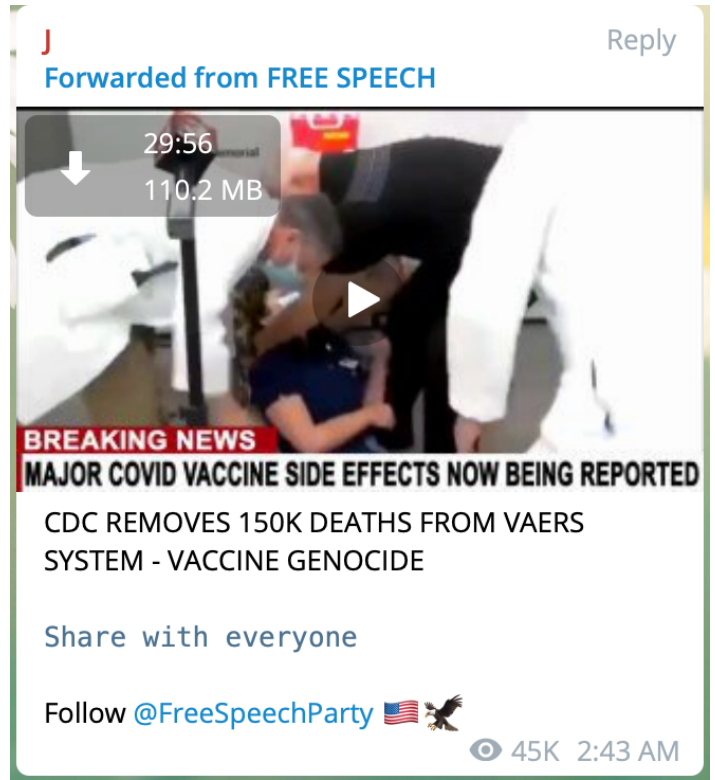 J
Reply
Forwarded from FREE SPEECH
29:56
110.2 MB
BREAKING NEWS
MAJOR COVID VACCINE SIDE EFFECTS NOW BEING REPORTED
CDC REMOVES 150K DEATHS FROM VAERS
SYSTEM - VACCINE GENOCIDE
Share with everyone
Follow @FreeSpeechParty 🇺🇸🦅
45K 2:43 AM